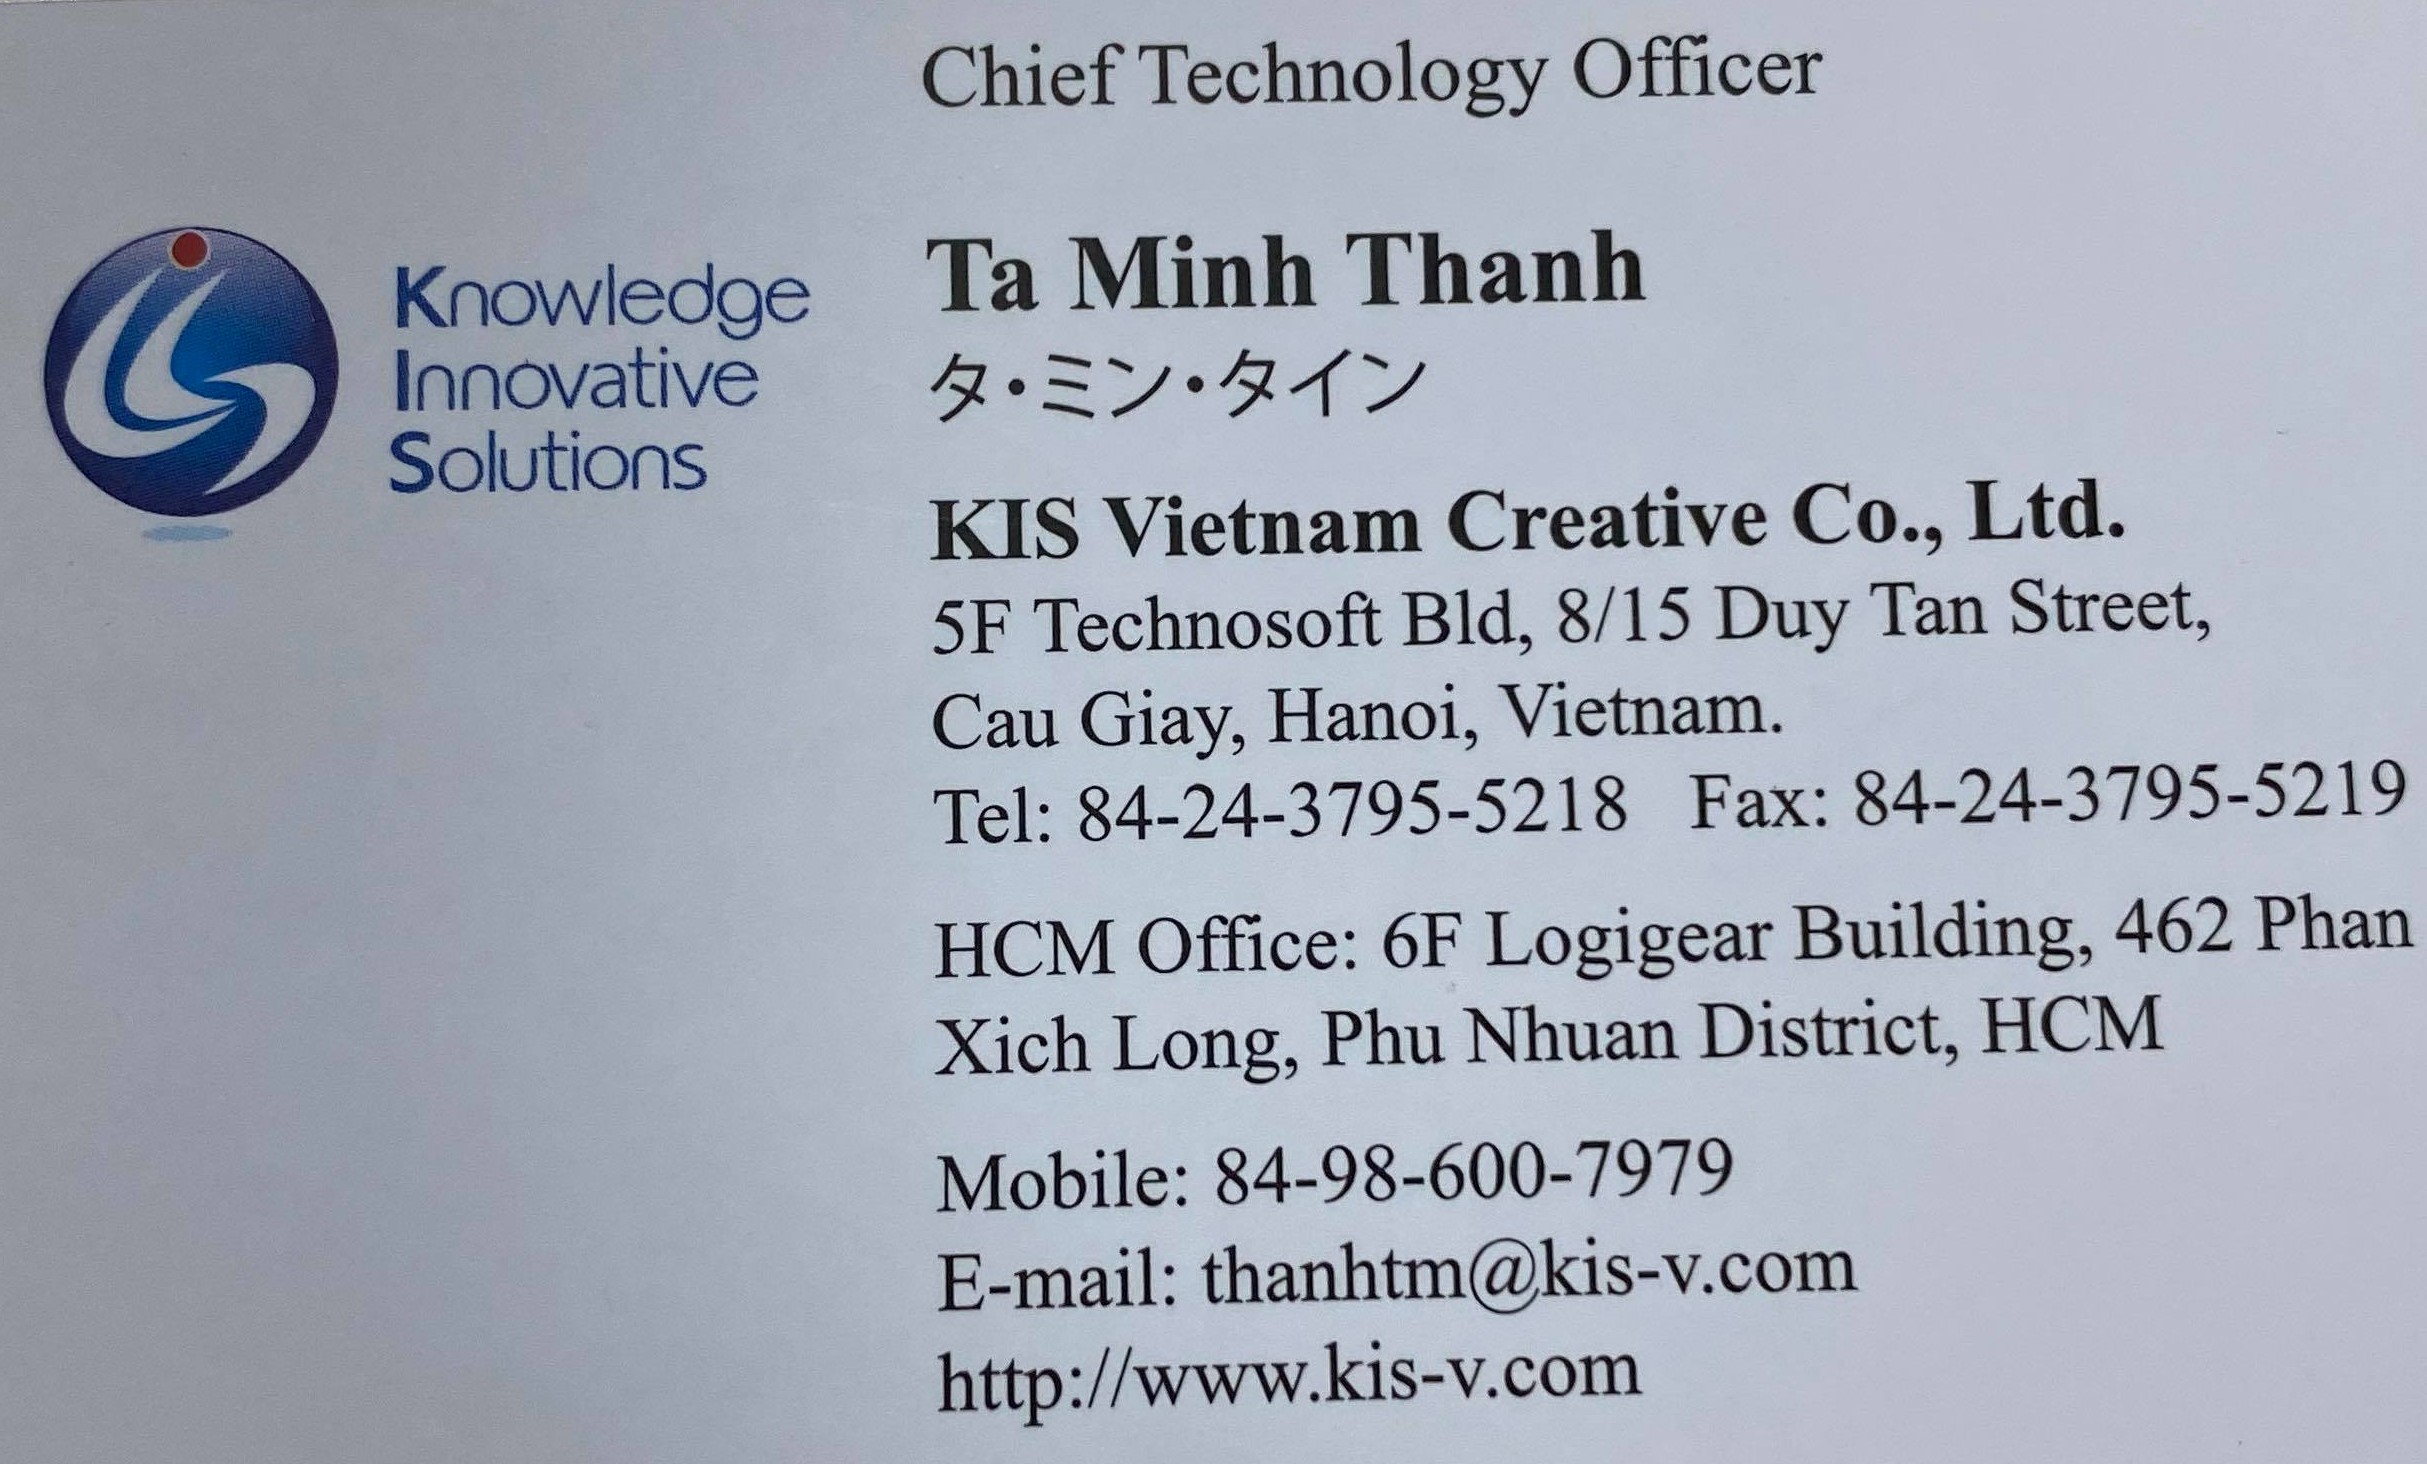 Chief Technology Officer
Knowledge
Innovative
Solutions
Ta Minh Thanh
タ・ミン・タイン
KIS Vietnam Creative Co., Ltd.
5F Technosoft Bld, 8/15 Duy Tan Street,
Cau Giay, Hanoi, Vietnam.
Tel: 84-24-3795-5218 Fax: 84-24-3795-5219
HCM Office: 6F Logigear Building, 462 Phan
Xich Long, Phu Nhuan District, HCM
Mobile: 84-98-600-7979
E-mail: thanhtm@kis-v.com
http://www.kis-v.com